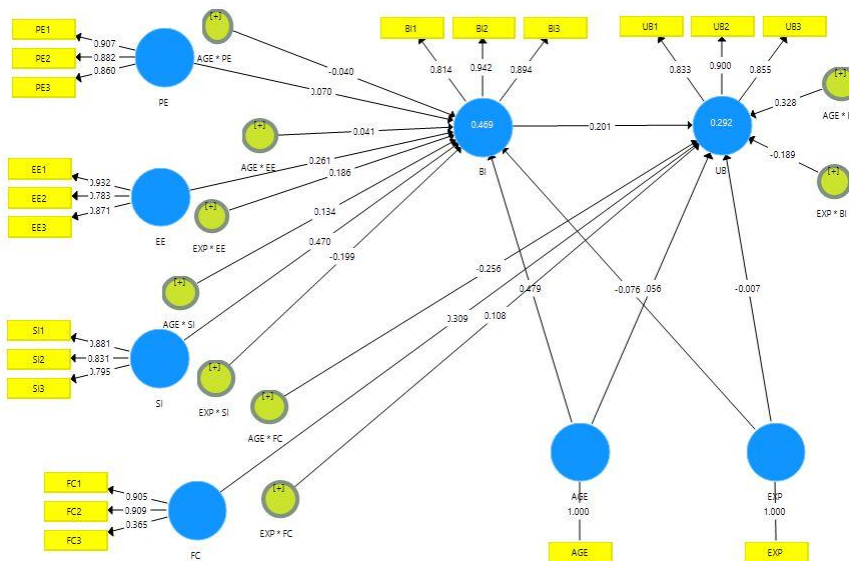 PE1
PE2
PE3
0.907
0.882
0.860
PE
[+]
AGE * PE
-0.040
0.070
BI1
BI2
BI3
0.814
0.942
0.894
0.469
BI
0.201
UB1
UB2
UB3
0.833
0.900
0.855
0.292
UB
[+]
0.328
-0.189
[+]
EXP * BI
[+]
AGE * EE
0.041
0.261
0.186
EE1
EE2
EE3
0.932
0.783
0.871
EE
[+]
EXP * EE
0.134
0.470
-0.199
[+]
AGE * SI
SI1
SI2
SI3
0.881
0.831
0.795
SI
[+]
EXP * SI
[+]
AGE * FC
-0.256
0.309
0.108
0.479
-0.076
.056
-0.007
FC1
FC2
FC3
0.905
0.909
0.365
FC
[+]
EXP * FC
AGE
1.000
AGE
EXP
1.000
EXP